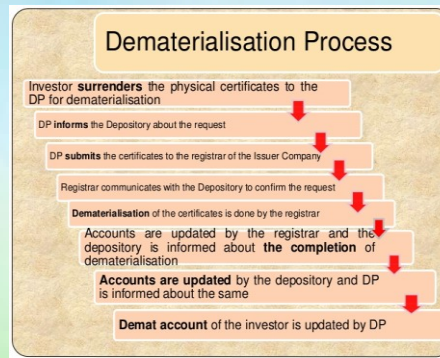 Dematerialisation Process
Investor surrenders the physical certificates to the
DP for dematerialisation
DP informs the Depository about the request
DP submits the certificates to the registrar of the Issuer Company
Registrar communicates with the Depository to confirm the request
Dematerialisation of the certificates is done by the registrar
Accounts are updated by the registrar and the
depository is informed about the completion of
dematerialisation
Accounts are updated by the depository and DP
is informed about the same
Demat account of the investor is updated by DP